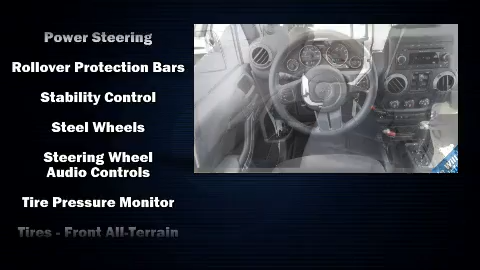 Power Steering
Rollover Protection Bars
Stability Control
Steel Wheels
Steering Wheel
Audio Controls
Tire Pressure Monitor
Tires - Front All-Terrain